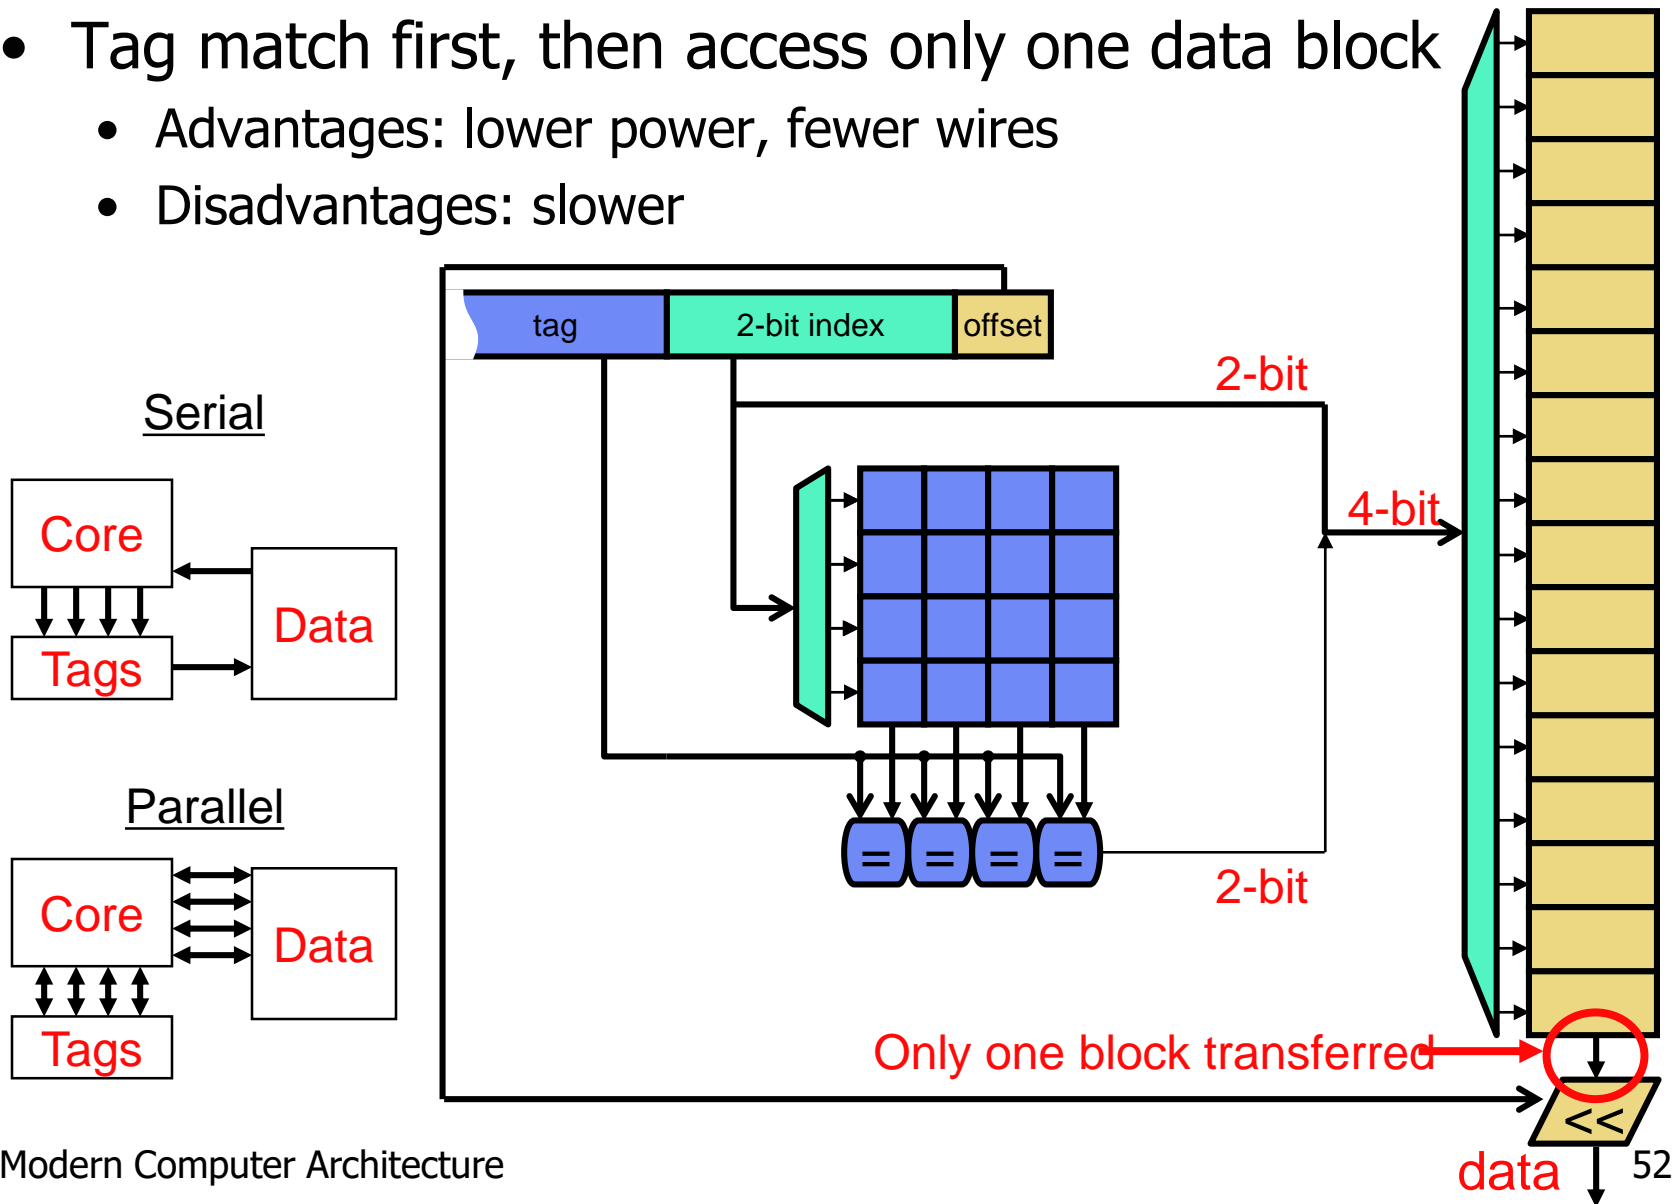 • Tag match first, then access only one data block
• Advantages: lower power, fewer wires
• Disadvantages: slower
tag
2-bit index
offset
2-bit
Serial
Core
Data
Tags
4-bit
= = = =
2-bit
Parallel
Core
Data
Tags
Only one block transferred
<<
data
Modern Computer Architecture
52